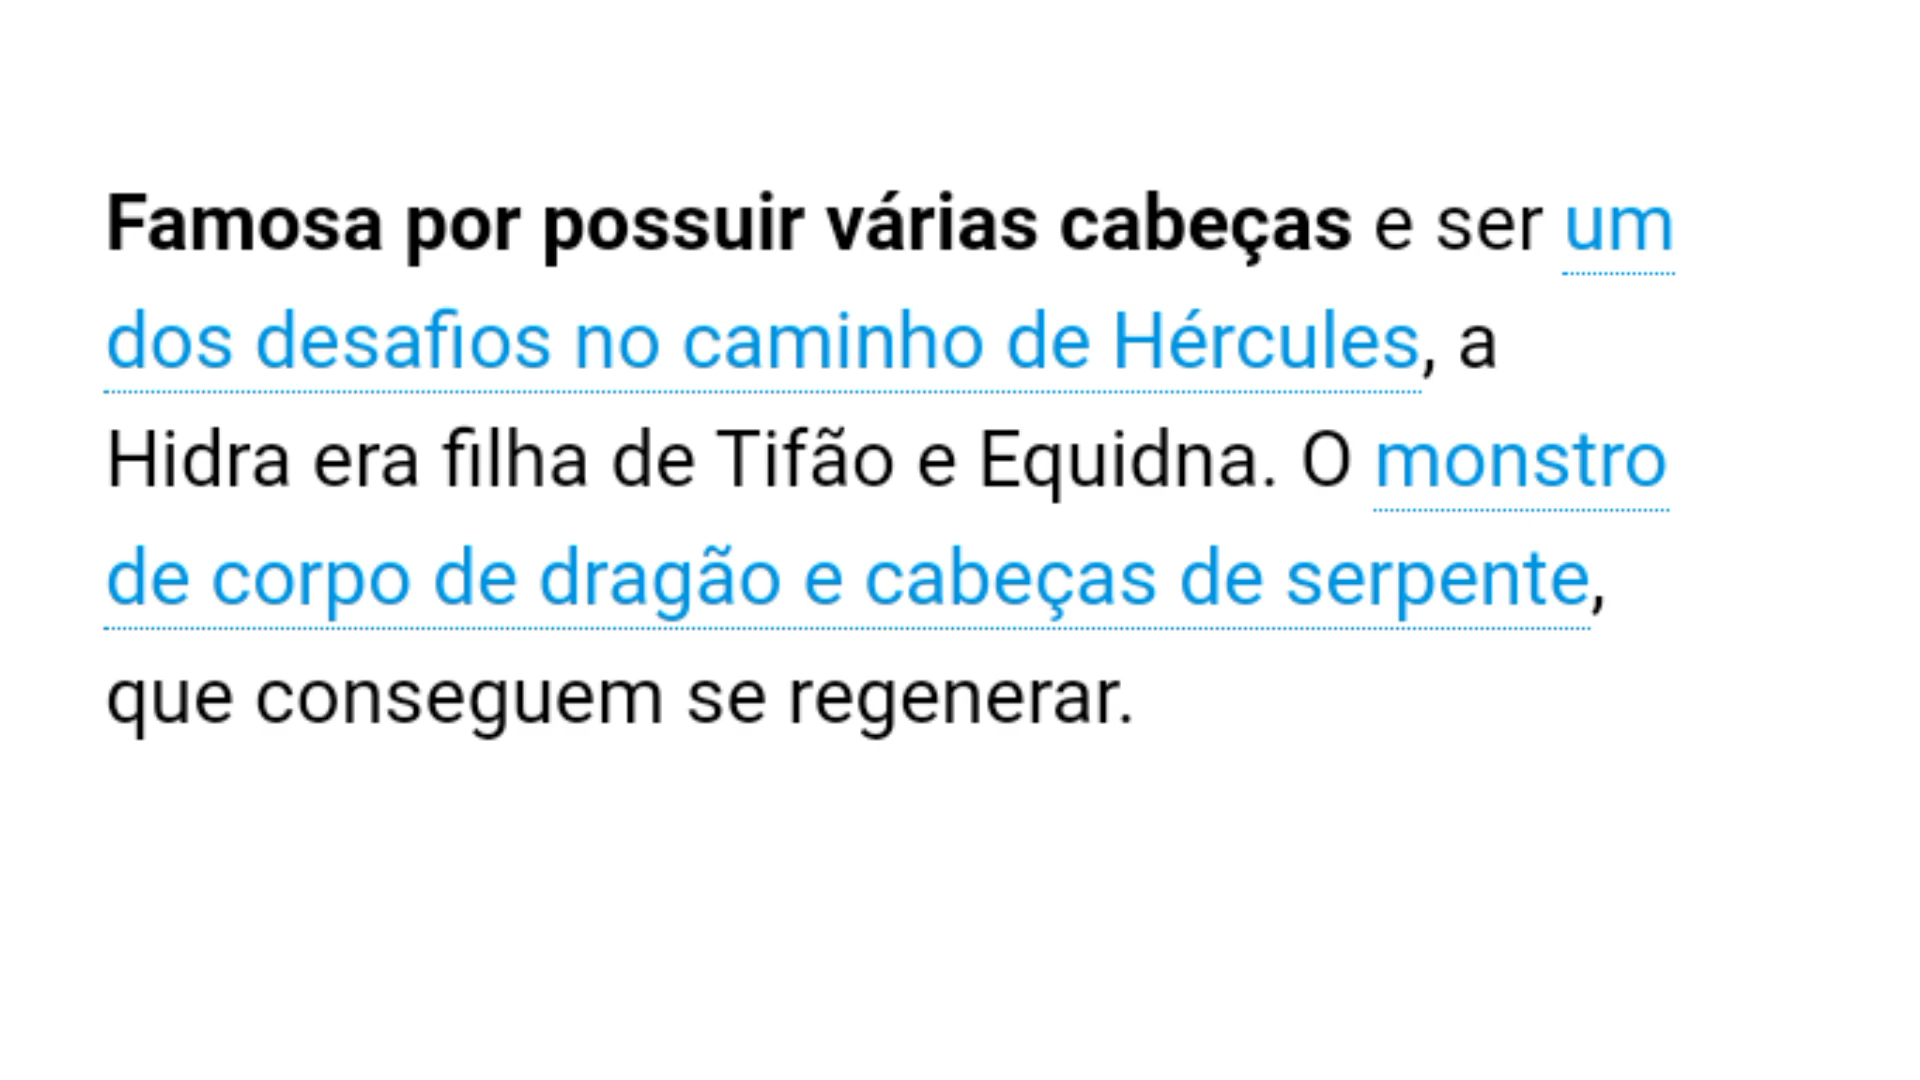 Famosa por possuir várias cabeças e ser um
dos desafios no caminho de Hércules, a
Hidra era filha de Tifão e Equidna. O monstro
de corpo de dragão e cabeças de serpente,
que conseguem se regenerar.